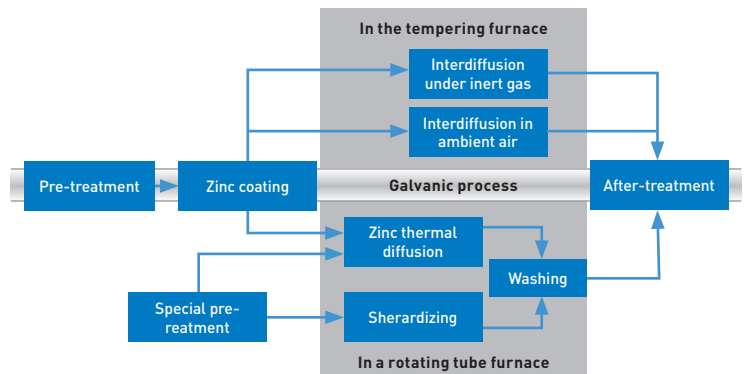 In the tempering furnace
Interdiffusion
under inert gas
Interdiffusion in
ambient air
Pre-treatment
Zinc coating
Galvanic process
After-treatment
Zinc thermal
diffusion
Washing
Special pre-
reatment
Sherardizing
In a rotating tube furnace